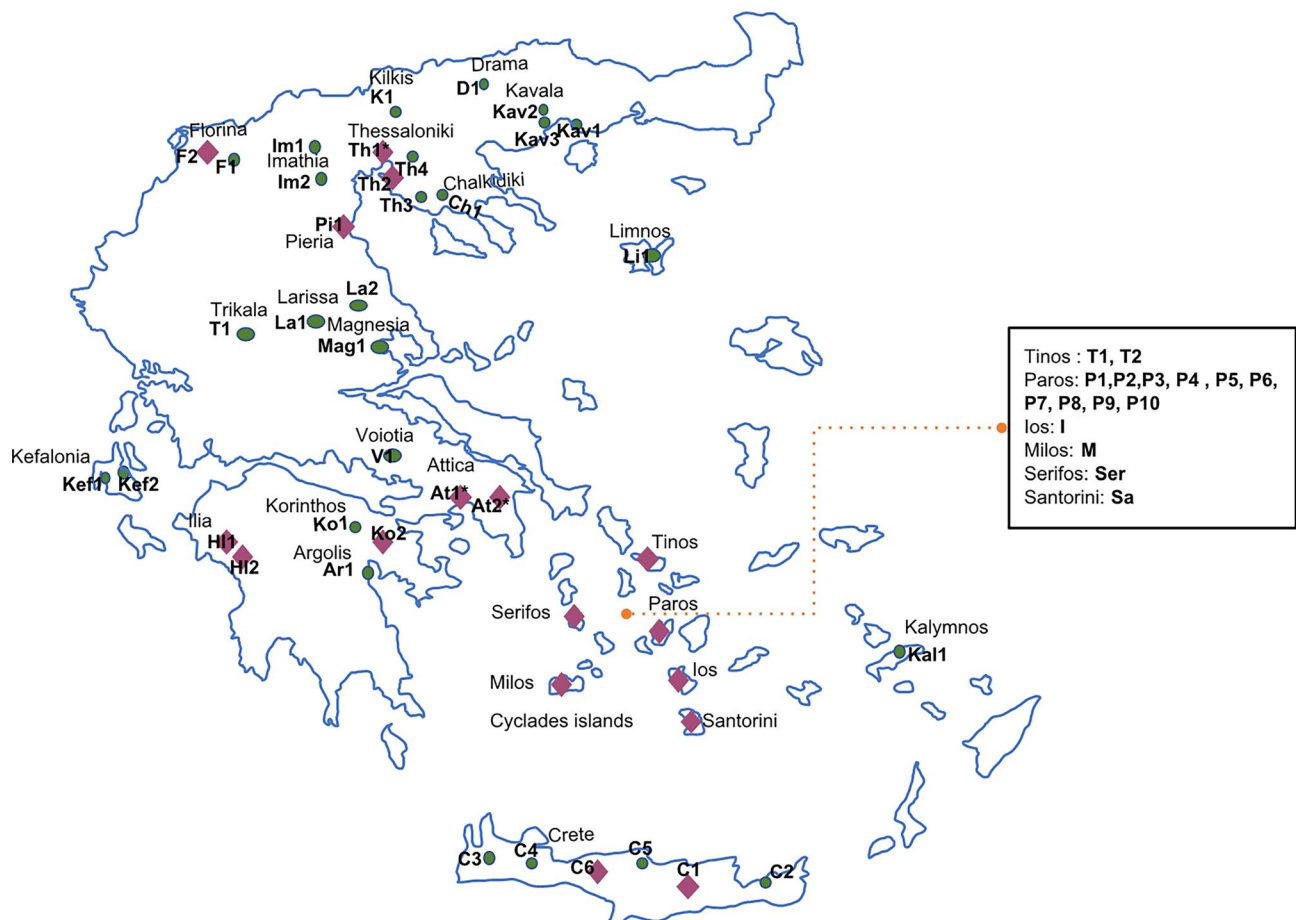 Drama
D1
Kilkis
K1
Kavala
Kav2
Kav3
Kav1
Florina
F2
F1
Im1
Imathia
Im2
Thessaloniki
Th1*
Th4
Th2
Th3
Chalkidiki
Ch1
Pi1
Pieria
Limnos
Li1
La2
Larissa
La1
Trikala
T1
Magnesia
Mag1
Tinos : T1, T2
Paros: P1,P2,P3, P4 , P5, P6,
P7, P8, P9, P10
Ios: I
Milos: M
Serifos: Ser
Santorini: Sa
Voiotia
V1
Attica
At1*
At2*
Kefalonia
Kef1
Kef2
Korinthos
Ko1
Ko2
Ilia
HI1
HI2
Argolis
Ar1
Tinos
Serifos
Paros
Kalymnos
Kal1
Ios
Milos
Cyclades islands
Santorini
Crete
C3
C4
C6
C5
C1
C2